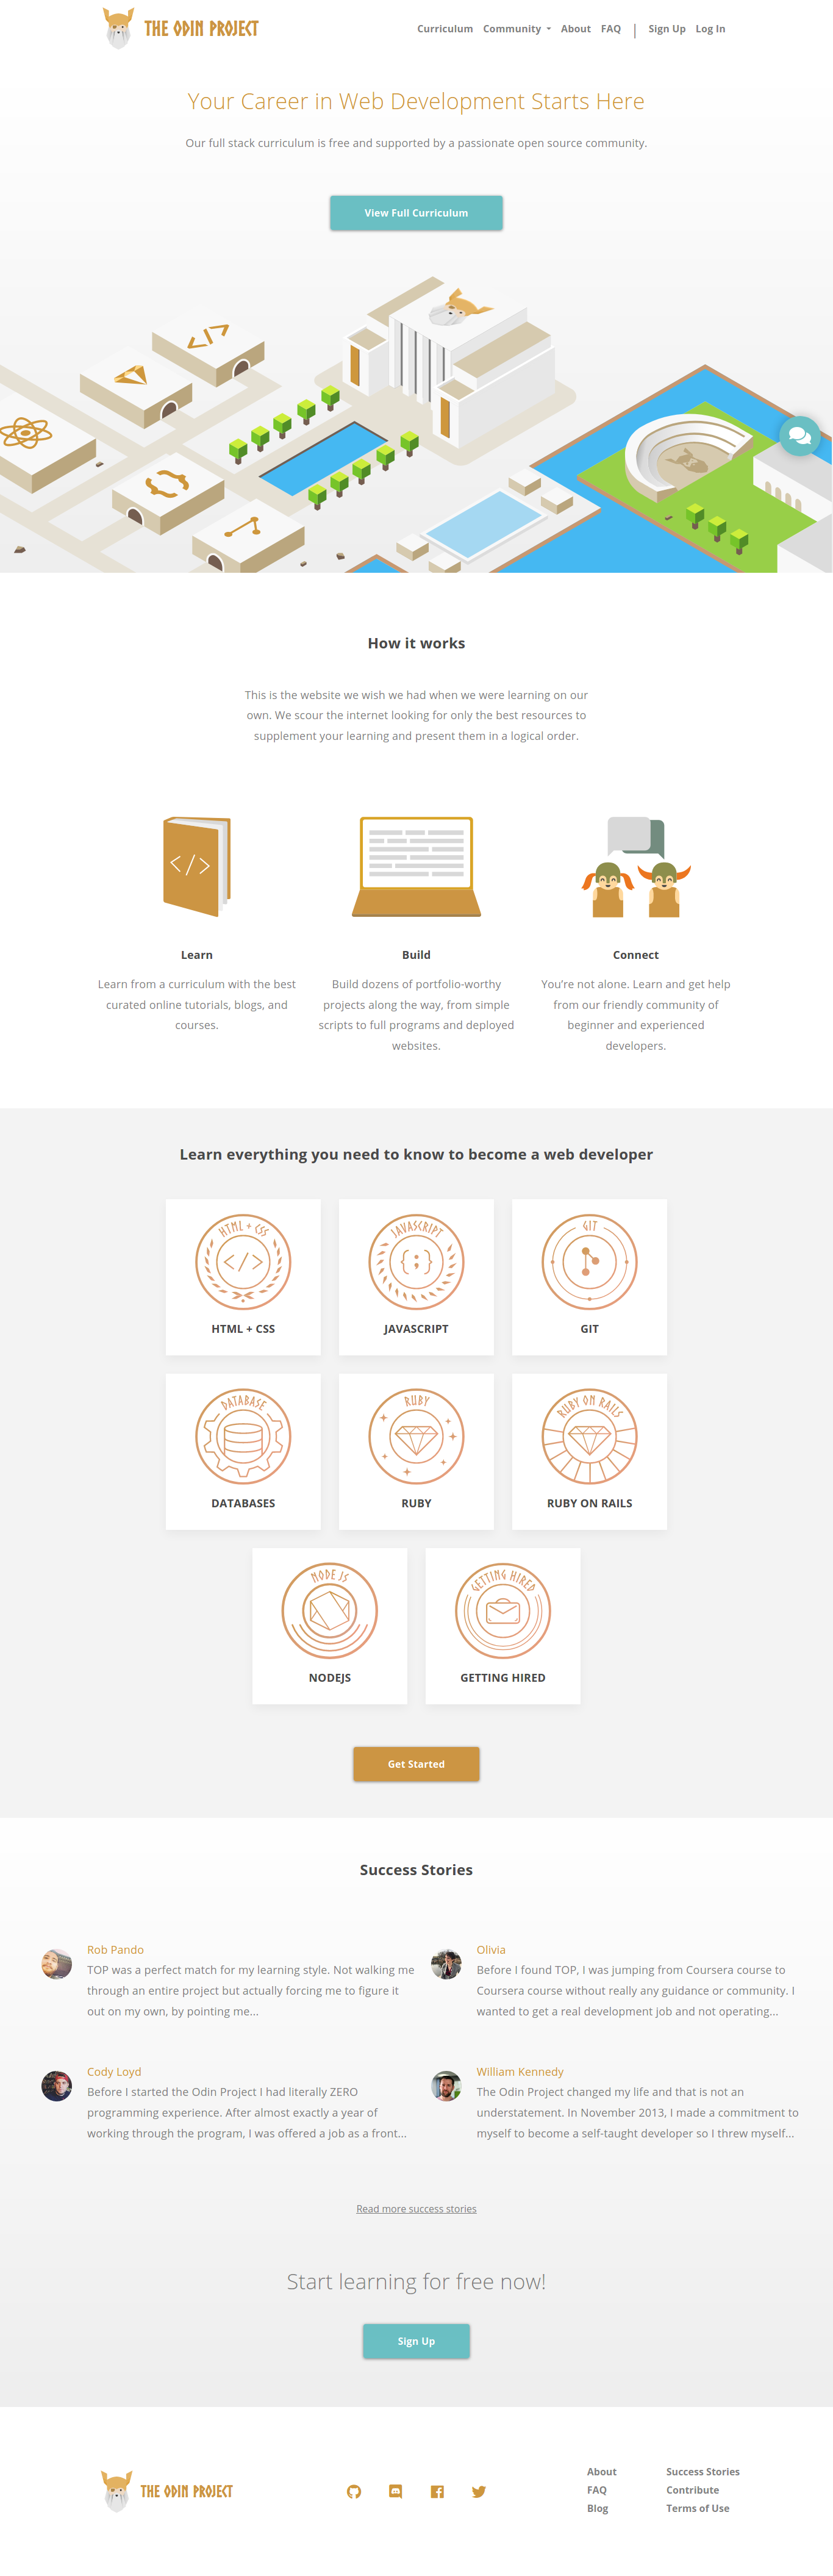 THE ODIN PROJECT
Curriculum Community About FAQ | Sign Up Log In
Your Career in Web Development Starts Here
Our full stack curriculum is free and supported by a passionate open source community.
View Full Curriculum
</>
How it works
This is the website we wish we had when we were learning on our
own. We scour the internet looking for only the best resources to
supplement your learning and present them in a logical order.
</>
Learn
Learn from a curriculum with the best
curated online tutorials, blogs, and
courses.
Build
Build dozens of portfolio-worthy
projects along the way, from simple
scripts to full programs and deployed
websites.
Connect
You’re not alone. Learn and get help
from our friendly community of
beginner and experienced
developers.
Learn everything you need to know to become a web developer
HTML + CSS
</>
HTML + CSS
JAVASCRIPT
{;}
JAVASCRIPT
GIT
GIT
DATABASE
DATABASES
RUBY
RUBY
RUBY ON RAILS
RUBY ON RAILS
NODE JS
NODEJS
GETTING HIRED
GETTING HIRED
Get Started
Success Stories
Rob Pando
TOP was a perfect match for my learning style. Not walking me
through an entire project but actually forcing me to figure it
out on my own, by pointing me...
Olivia
Before I found TOP, I was jumping from Coursera course to
Coursera course without really any guidance or community. I
wanted to get a real development job and not operating...
Cody Loyd
Before I started the Odin Project I had literally ZERO
programming experience. After almost exactly a year of
working through the program, I was offered a job as a front...
William Kennedy
The Odin Project changed my life and that is not an
understatement. In November 2013, I made a commitment to
myself to become a self-taught developer so I threw myself...
Read more success stories
Start learning for free now!
Sign Up
THE ODIN PROJECT
About
FAQ
Blog
Success Stories
Contribute
Terms of Use